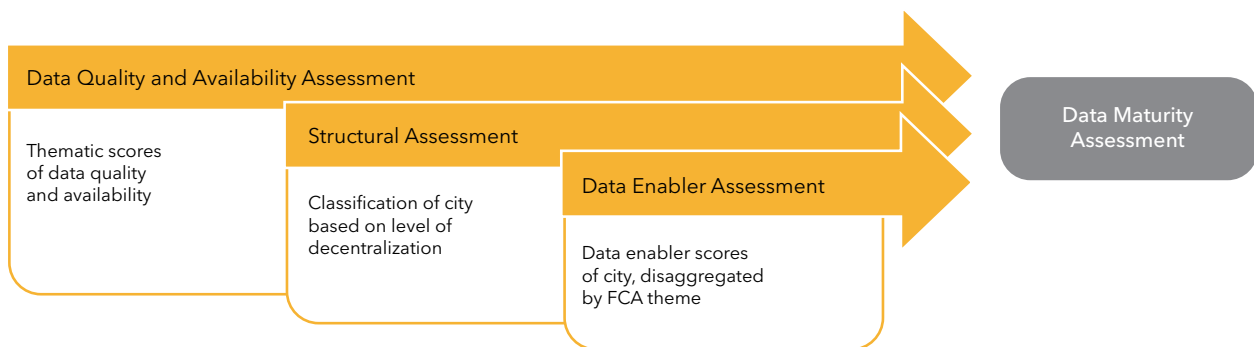 Data Quality and Availability Assessment
Thematic scores
of data quality
and availability
Structural Assessment
Classification of city
based on level of
decentralization
Data Enabler Assessment
Data enabler scores
of city, disaggregated
by FCA theme
Data Maturity
Assessment